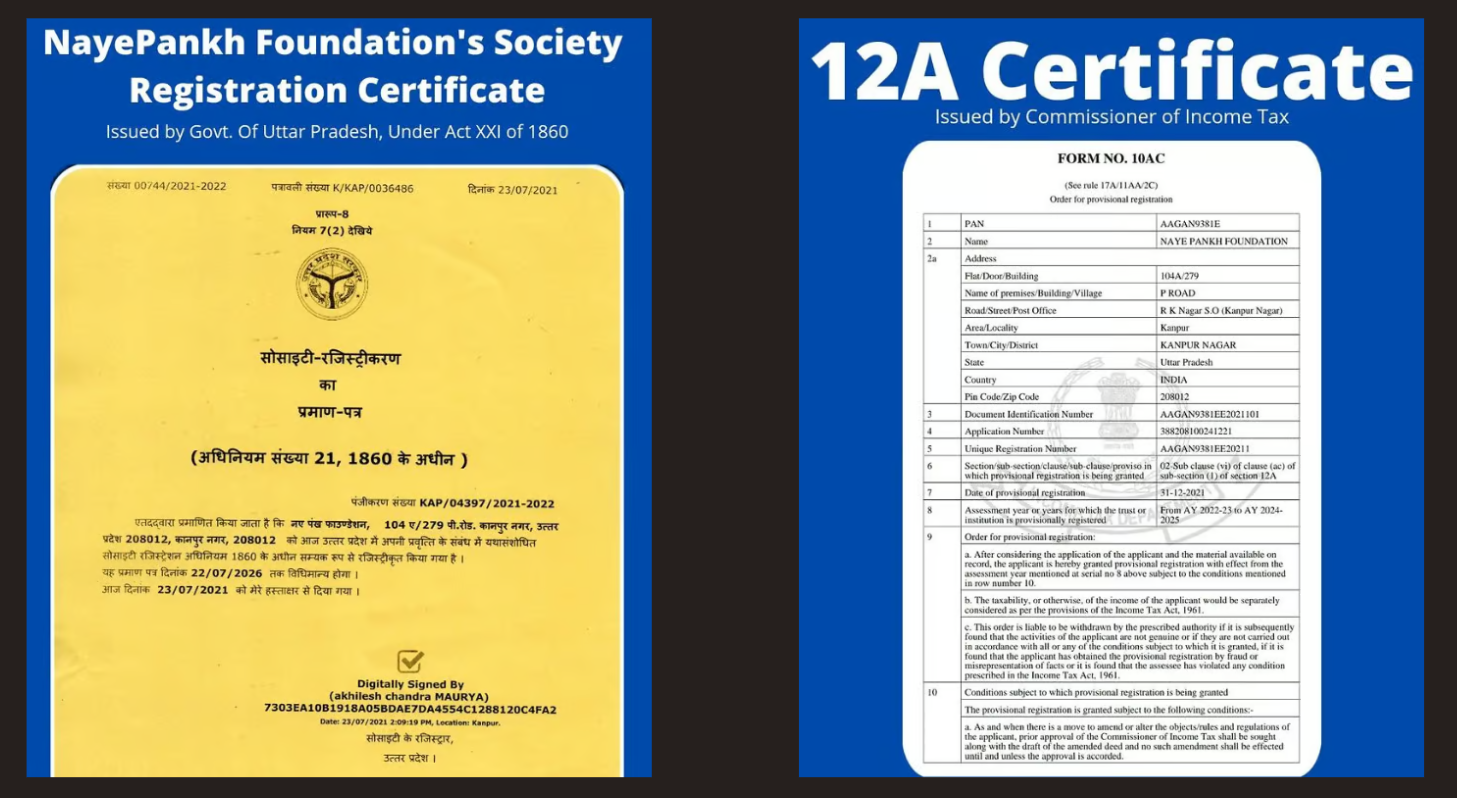 NayePankh Foundation's Society
Registration Certificate
Issued by Govt. Of Uttar Pradesh, Under Act XXI of 1860
संख्या 00744/2021-2022 पत्रावली संख्या K/KAP/0036486 दिनांक 23/07/2021
प्रारूप-8
नियम 7(2) देखिये
उत्तर प्रदेश सरकार
सोसाइटी-रजिस्ट्रीकरण
का
प्रमाण-पत्र
(अधिनियम संख्या 21, 1860 के अधीन )
पंजीकरण संख्या KAP/04397/2021-2022
एतदद्वारा प्रमाणित किया जाता है कि नए पंख फाउण्डेशन, 104 ए/279 पी.रोड. कानपुर नगर, उत्तर
प्रदेश 208012, कानपुर नगर, 208012 को आज उत्तर प्रदेश में अपनी प्रवृत्ति के संबंध में यथासंशोधित
सोसाइटी रजिस्ट्रेशन अधिनियम 1860 के अधीन सम्यक रूप से रजिस्ट्रीकृत किया गया है ।
यह प्रमाण पत्र दिनांक 22/07/2026 तक विधिमान्य होगा ।
आज दिनांक 23/07/2021 को मेरे हस्ताक्षर से दिया गया ।
Digitally Signed By
(akhilesh chandra MAURYA)
7303EA10B1918A05BDAE7DA4554C1288120C4FA2
Date: 23/07/2021 2:09:19 PM, Location: Kanpur.
सोसाइटी के रजिस्ट्रार,
उत्तर प्रदेश ।
12A Certificate
Issued by Commissioner of Income Tax
FORM NO. 10AC
(See rule 17A/11AA/2C)
Order for provisional registration
1 PAN AAGAN9381E
2 Name NAYE PANKH FOUNDATION
2a Address
Flat/Door/Building 104A/279
Name of premises/Building/Village P ROAD
Road/Street/Post Office R K Nagar S.O (Kanpur Nagar)
Area/Locality Kanpur
Town/City/District KANPUR NAGAR
State Uttar Pradesh
Country INDIA
Pin Code/Zip Code 208012
3 Document Identification Number AAGAN9381EE2021101
4 Application Number 388208100241221
5 Unique Registration Number AAGAN9381EE20211
6 Section/sub-section/clause/sub-clause/proviso in 02-Sub clause (vi) of clause (ac) of
which provisional registration is being granted sub-section (1) of section 12A
7 Date of provisional registration 31-12-2021
8 Assessment year or years for which the trust or From AY 2022-23 to AY 2024-
institution is provisionally registered 2025
9 Order for provisional registration:
a. After considering the application of the applicant and the material available on
record, the applicant is hereby granted provisional registration with effect from the
assessment year mentioned at serial no 8 above subject to the conditions mentioned
in row number 10.
b. The taxability, or otherwise, of the income of the applicant would be separately
considered as per the provisions of the Income Tax Act, 1961.
c. This order is liable to be withdrawn by the prescribed authority if it is subsequently
found that the activities of the applicant are not genuine or if they are not carried out
in accordance with all or any of the conditions subject to which it is granted, if it is
found that the applicant has obtained the provisional registration by fraud or
misrepresentation of facts or it is found that the assessee has violated any condition
prescribed in the Income Tax Act, 1961.
10 Conditions subject to which provisional registration is being granted
The provisional registration is granted subject to the following conditions:-
a. As and when there is a move to amend or alter the objects/rules and regulations of
the applicant, prior approval of the Commissioner of Income Tax shall be sought
along with the draft of the amended deed and no such amendment shall be effected
until and unless the approval is accorded.